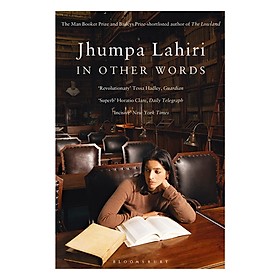 The Man Booker Prize and Baileys Prize-shortlisted author of The Lowland
Jhumpa Lahiri
IN OTHER WORDS
'Revolutionary' Tessa Hadley, Guardian
'Superb' Horatio Clare, Daily Telegraph
'Incisive' New York Times
BLOOMSBURY